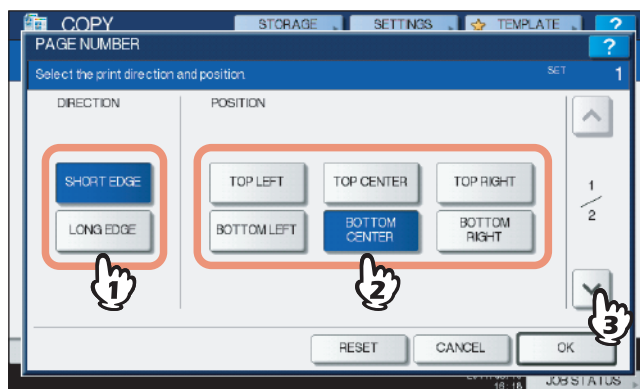 COPY STORAGE SETTINGS TEMPLATE ?
PAGE NUMBER ?
Select the print direction and position. SET 1
DIRECTION POSITION
SHORT EDGE TOP LEFT TOP CENTER TOP RIGHT
LONG EDGE BOTTOM LEFT BOTTOM CENTER BOTTOM RIGHT
1/2
1 2 3
RESET CANCEL OK
16:18 JOB STATUS